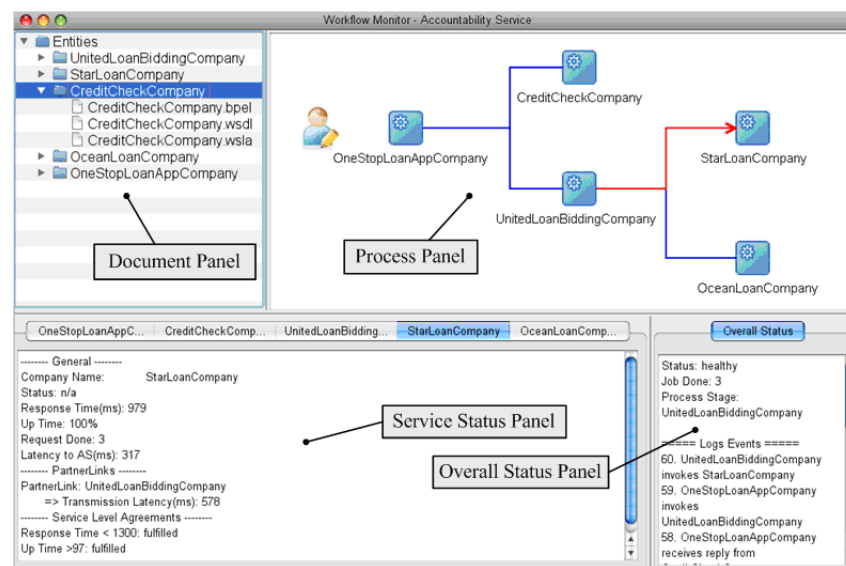 Workflow Monitor - Accountability Service
Entities
UnitedLoanBiddingCompany
StarLoanCompany
CreditCheckCompany
CreditCheckCompany.bpel
CreditCheckCompany.wsdl
CreditCheckCompany.wsla
OceanLoanCompany
OneStopLoanAppCompany
Document Panel
CreditCheckCompany
OneStopLoanAppCompany
StarLoanCompany
UnitedLoanBiddingCompany
Process Panel
OceanLoanCompany
OneStopLoanAppC...
CreditCheckComp...
UnitedLoanBidding...
StarLoanCompany
OceanLoanComp...
-------- General --------
Company Name: StarLoanCompany
Status: n/a
Response Time(ms): 979
Up Time: 100%
Request Done: 3
Latency to AS(ms): 317
-------- PartnerLinks --------
PartnerLink: UnitedLoanBiddingCompany
=> Transmission Latency(ms): 578
-------- Service Level Agreements --------
Response Time < 1300: fulfilled
Up Time >97: fulfilled
Service Status Panel
Overall Status Panel
Overall Status
Status: healthy
Job Done: 3
Process Stage:
UnitedLoanBiddingCompany
===== Logs Events =====
60. UnitedLoanBiddingCompany
invokes StarLoanCompany
59. OneStopLoanAppCompany
invokes
UnitedLoanBiddingCompany
58. OneStopLoanAppCompany
receives reply from